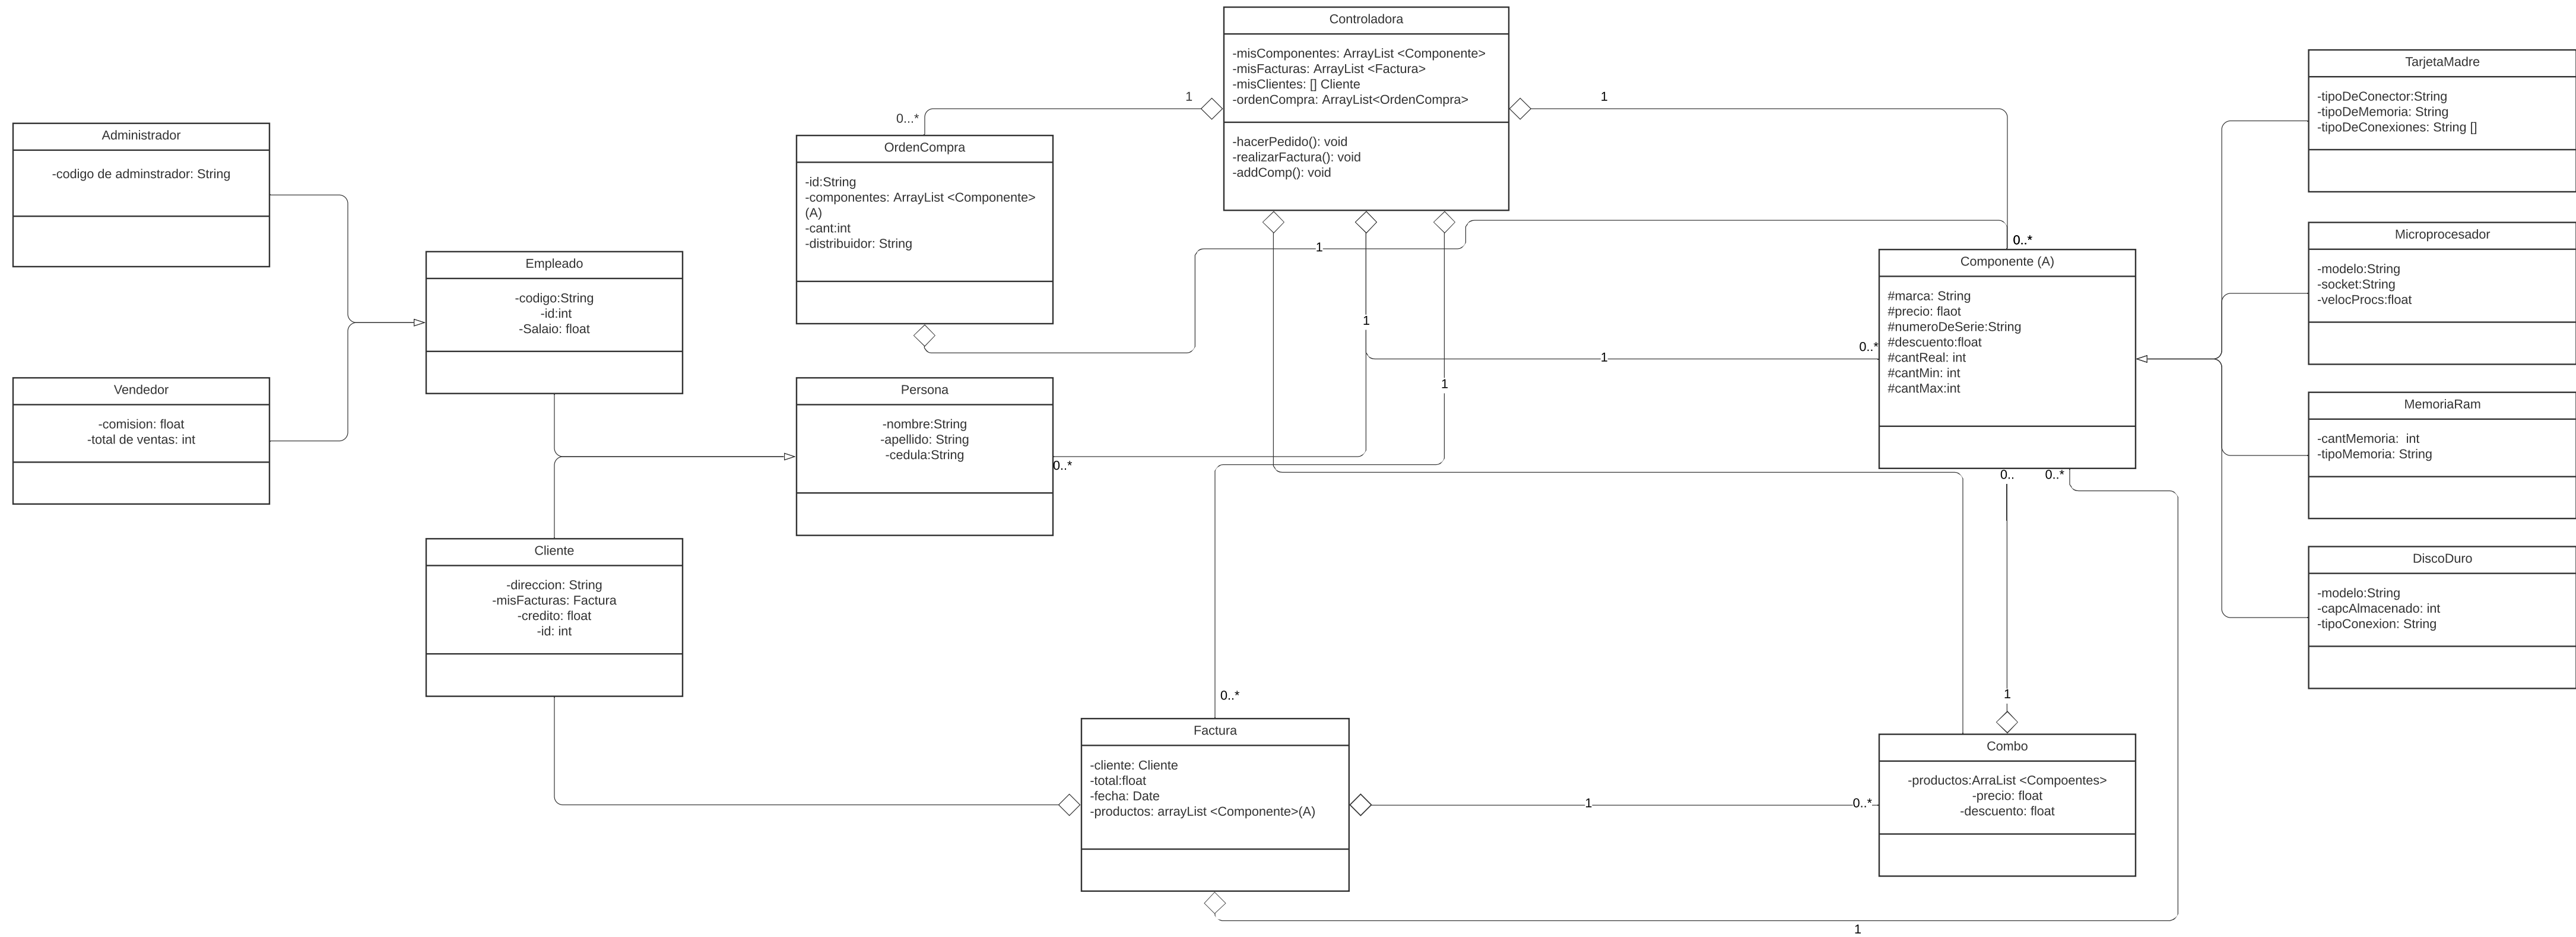 Controladora
-misComponentes: ArrayList <Componente>
-misFacturas: ArrayList <Factura>
-misClientes: [] Cliente
-ordenCompra: ArrayList<OrdenCompra>
-hacerPedido(): void
-realizarFactura(): void
-addComp(): void
1
0...*
1
0..*
TarjetaMadre
-tipoDeConector:String
-tipoDeMemoria: String
-tipoDeConexiones: String []
Administrador
-codigo de adminstrador: String
OrdenCompra
-id:String
-componentes: ArrayList <Componente>
(A)
-cant:int
-distribuidor: String
1
Microprocesador
-modelo:String
-socket:String
-velocProcs:float
Empleado
-codigo:String
-id:int
-Salaio: float
Componente (A)
#marca: String
#precio: flaot
#numeroDeSerie:String
#descuento:float
#cantReal: int
#cantMin: int
#cantMax:int
1
1
0..*
1
Vendedor
-comision: float
-total de ventas: int
Persona
-nombre:String
-apellido: String
-cedula:String
0..*
MemoriaRam
-cantMemoria:  int
-tipoMemoria: String
0..
0..*
Cliente
-direccion: String
-misFacturas: Factura
-credito: float
-id: int
DiscoDuro
-modelo:String
-capcAlmacenado: int
-tipoConexion: String
0..*
1
Factura
-cliente: Cliente
-total:float
-fecha: Date
-productos: arrayList <Componente>(A)
1
0..*
Combo
-productos:ArraList <Compoentes>
-precio: float
-descuento: float
1